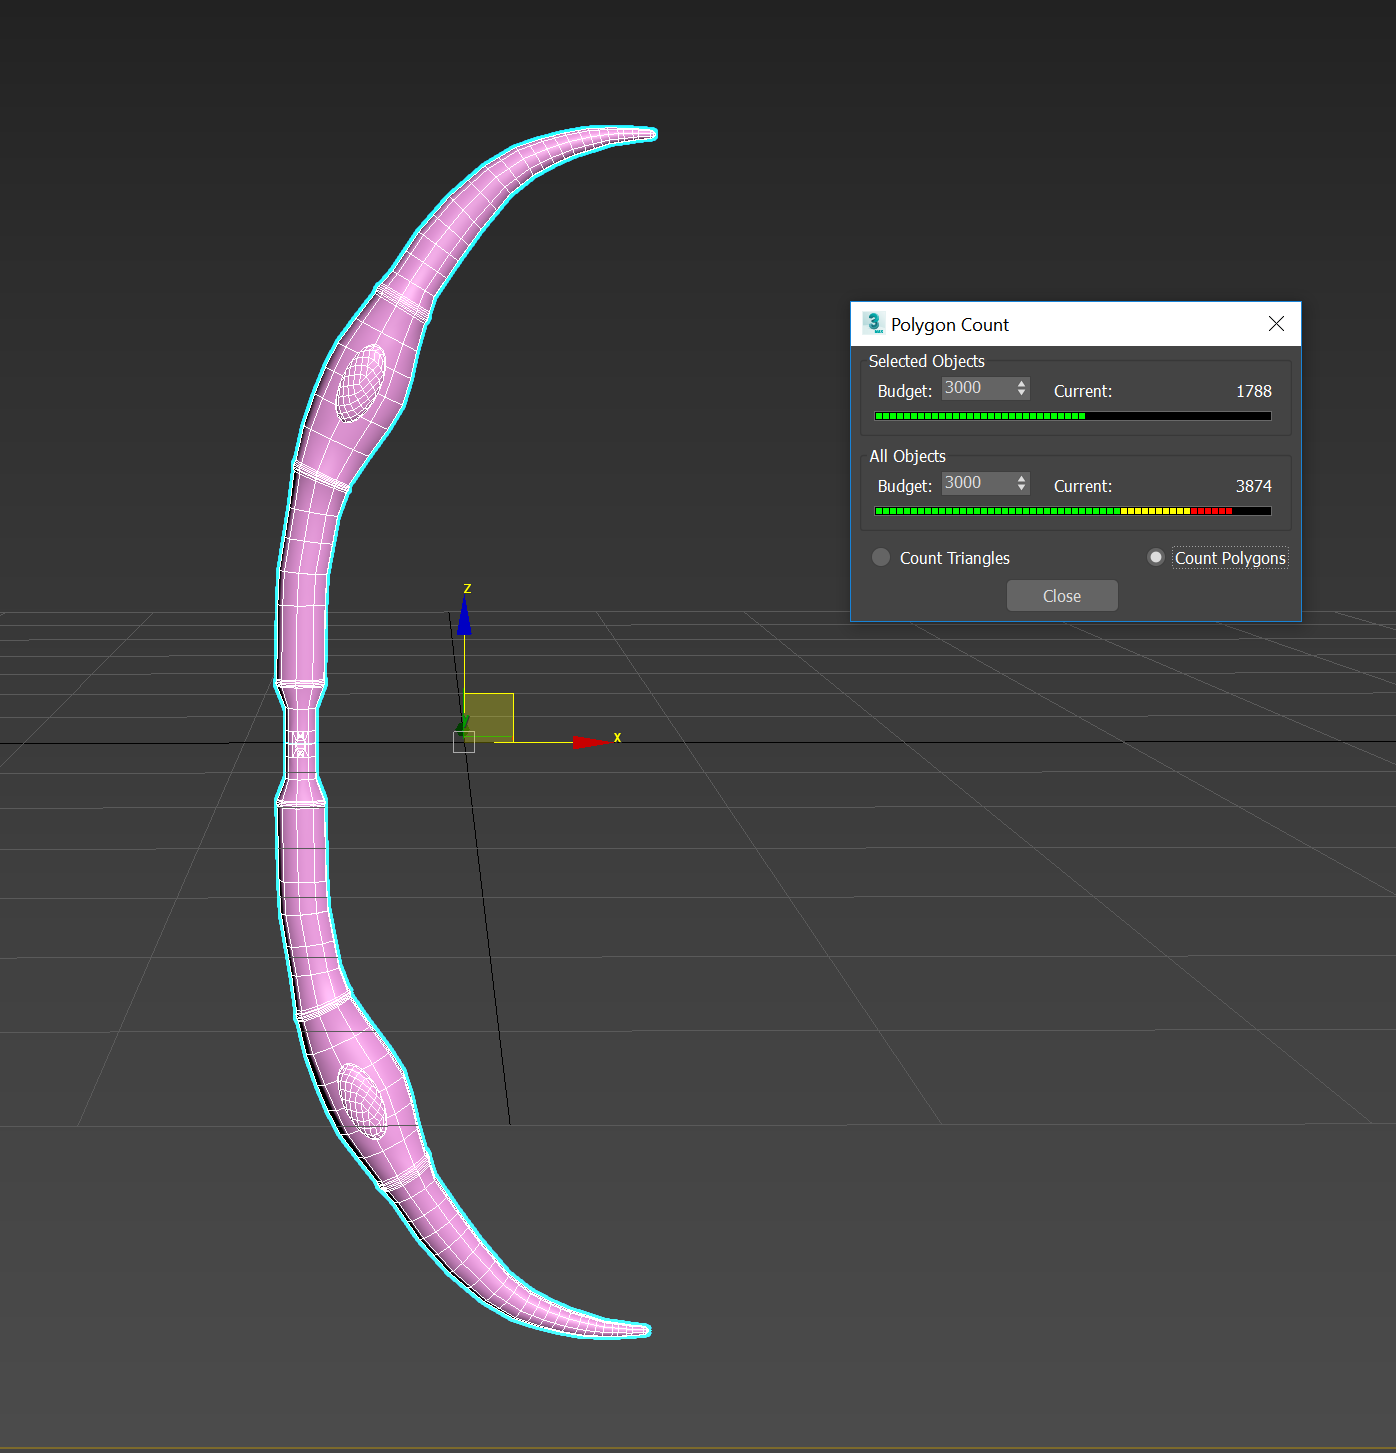 Polygon Count
Selected Objects
Budget: 3000 Current: 1788
All Objects
Budget: 3000 Current: 3874
Count Triangles Count Polygons
Close
z
x